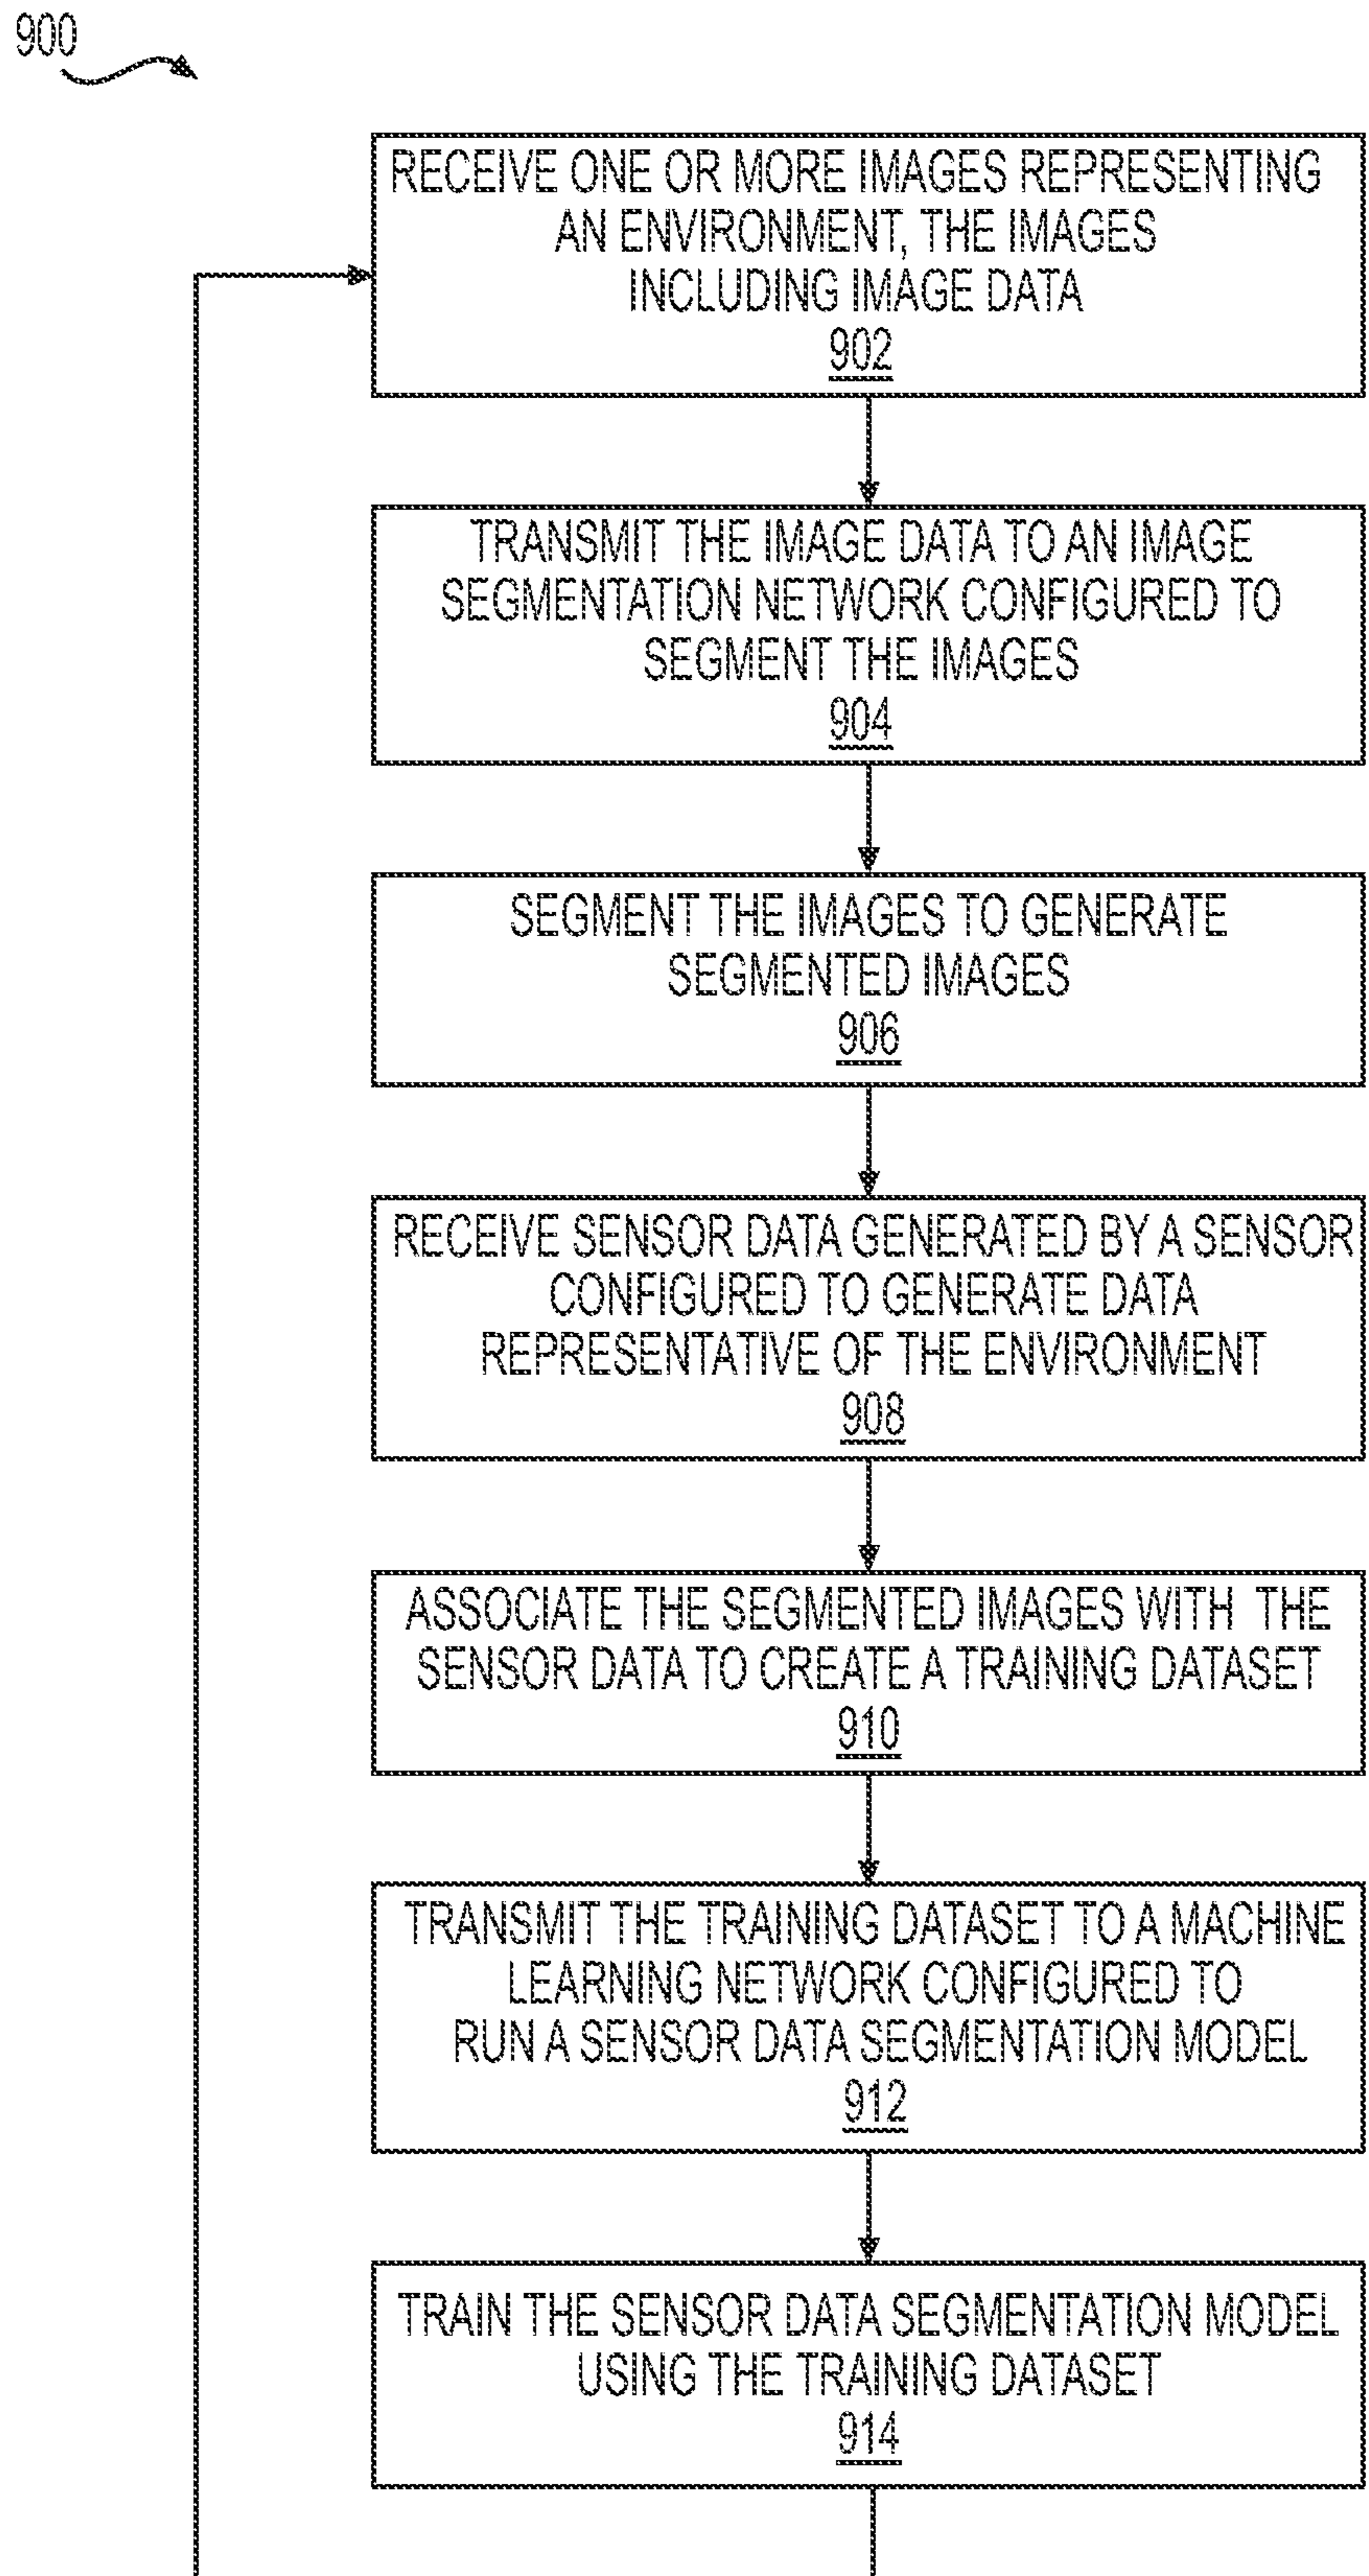 900
RECEIVE ONE OR MORE IMAGES REPRESENTING
AN ENVIRONMENT, THE IMAGES
INCLUDING IMAGE DATA
902
TRANSMIT THE IMAGE DATA TO AN IMAGE
SEGMENTATION NETWORK CONFIGURED TO
SEGMENT THE IMAGES
904
SEGMENT THE IMAGES TO GENERATE
SEGMENTED IMAGES
906
RECEIVE SENSOR DATA GENERATED BY A SENSOR
CONFIGURED TO GENERATE DATA
REPRESENTATIVE OF THE ENVIRONMENT
908
ASSOCIATE THE SEGMENTED IMAGES WITH THE
SENSOR DATA TO CREATE A TRAINING DATASET
910
TRANSMIT THE TRAINING DATASET TO A MACHINE
LEARNING NETWORK CONFIGURED TO
RUN A SENSOR DATA SEGMENTATION MODEL
912
TRAIN THE SENSOR DATA SEGMENTATION MODEL
USING THE TRAINING DATASET
914